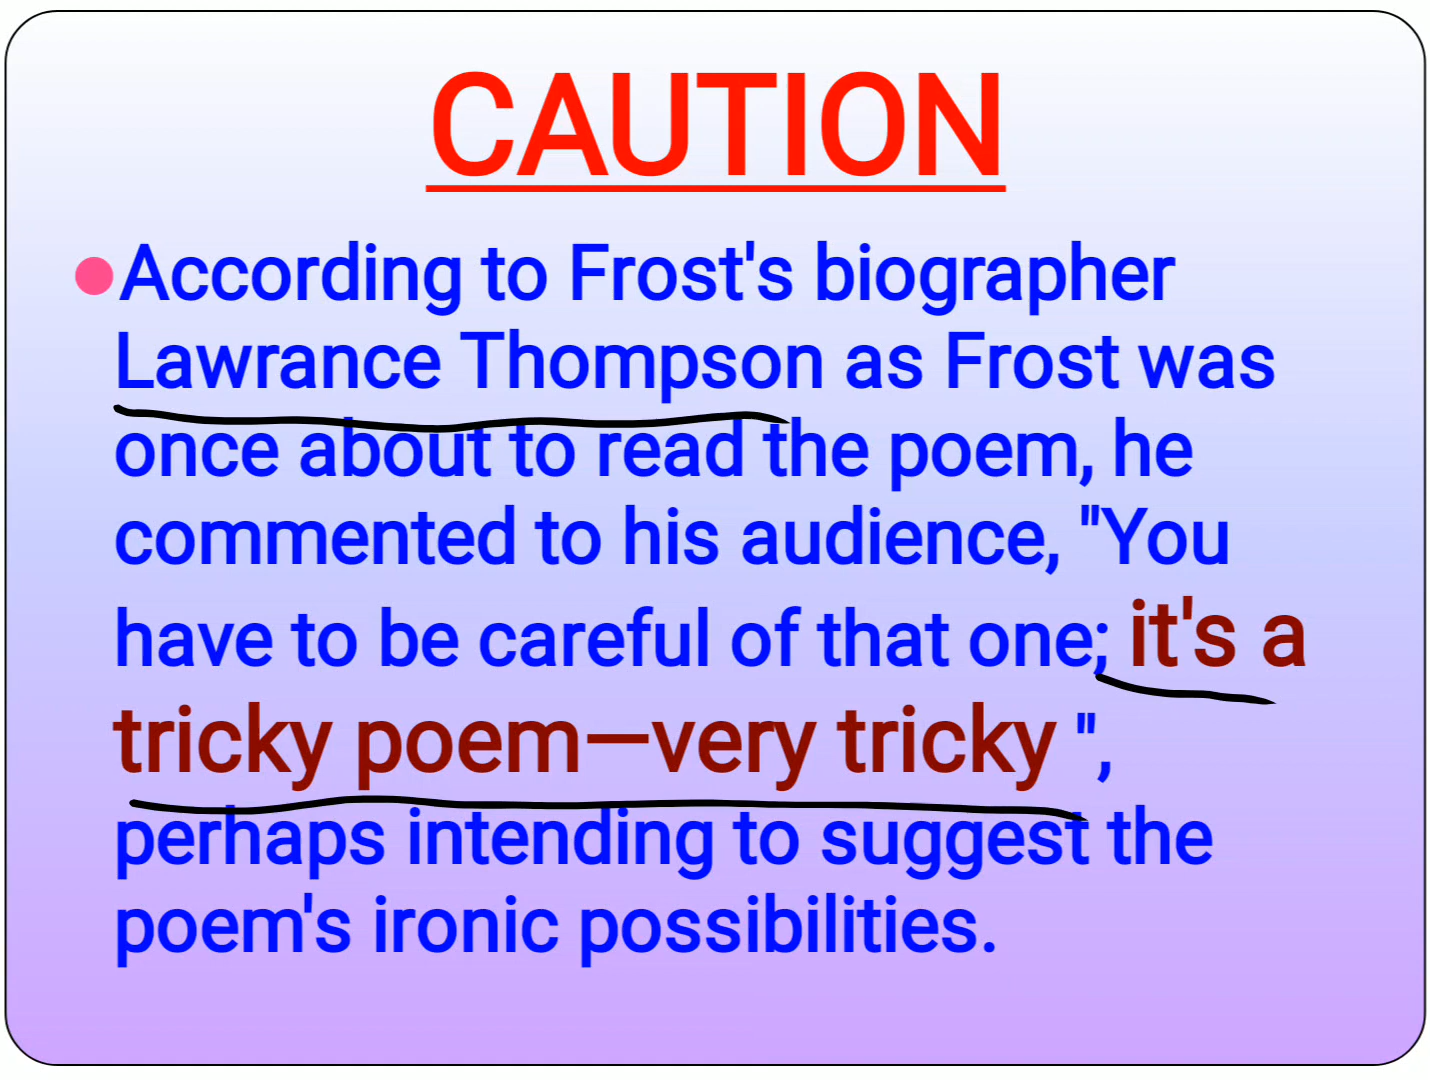 CAUTION
According to Frost's biographer
Lawrance Thompson as Frost was
once about to read the poem, he
commented to his audience, "You
have to be careful of that one; it's a
tricky poem—very tricky ",
perhaps intending to suggest the
poem's ironic possibilities.